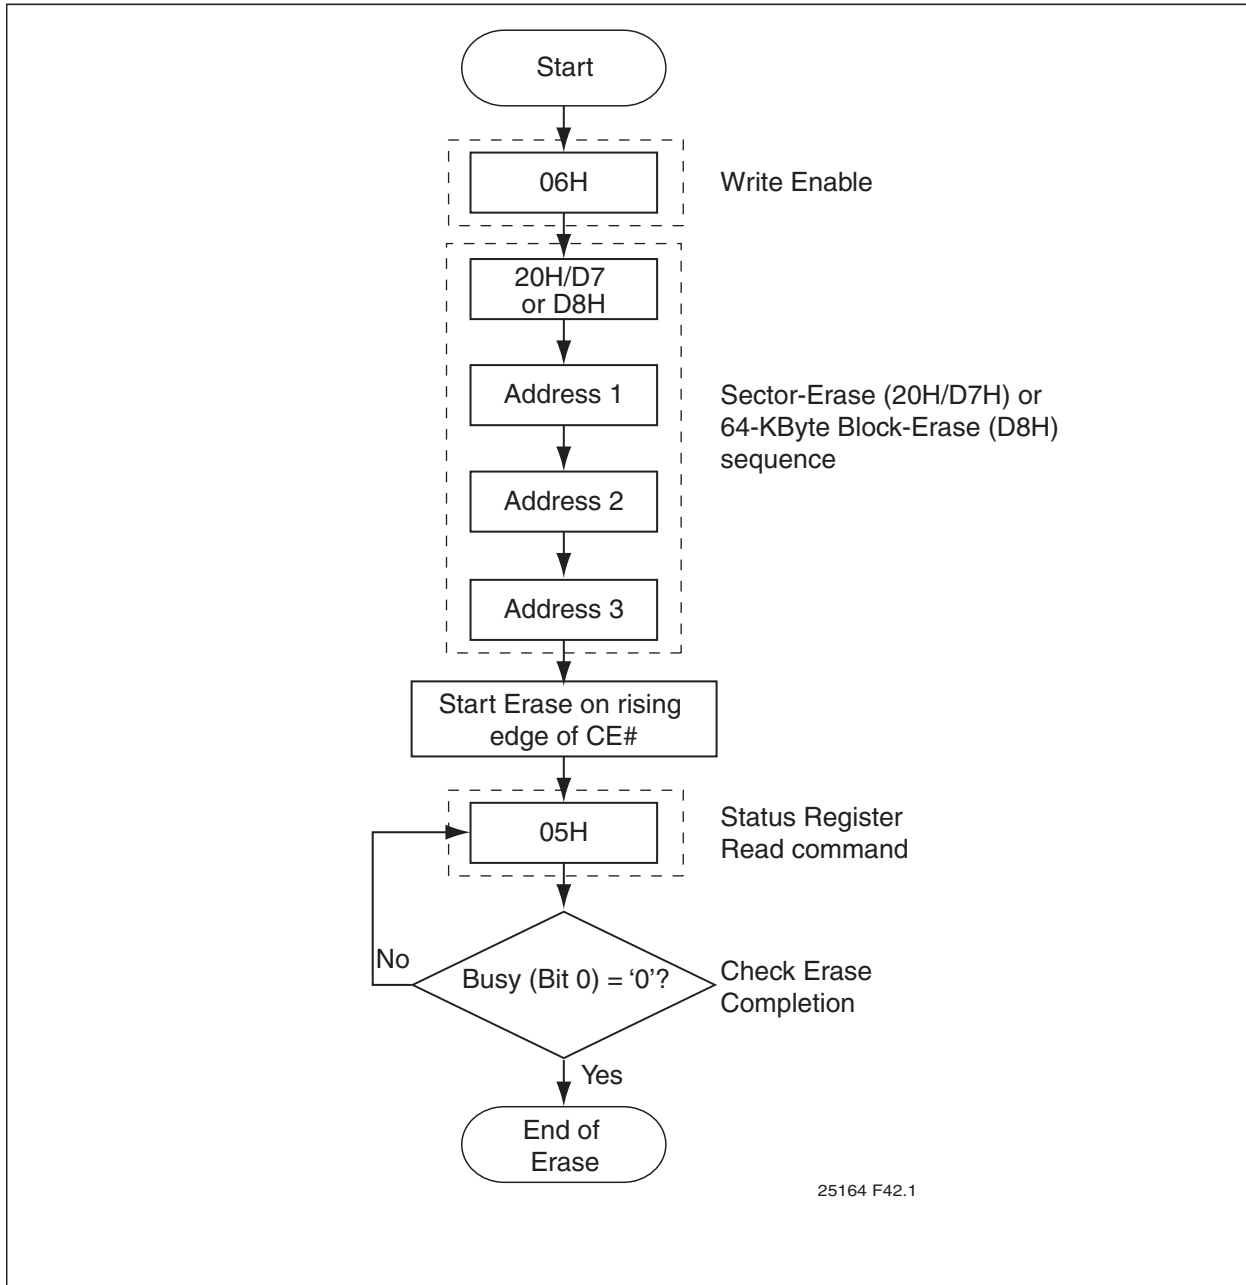 Start
06H
Write Enable
20H/D7
or D8H
Address 1
Sector-Erase (20H/D7H) or
64-KByte Block-Erase (D8H)
sequence
Address 2
Address 3
Start Erase on rising
edge of CE#
05H
Status Register
Read command
No
Busy (Bit 0) = ‘0’?
Check Erase
Completion
Yes
End of
Erase
25164 F42.1